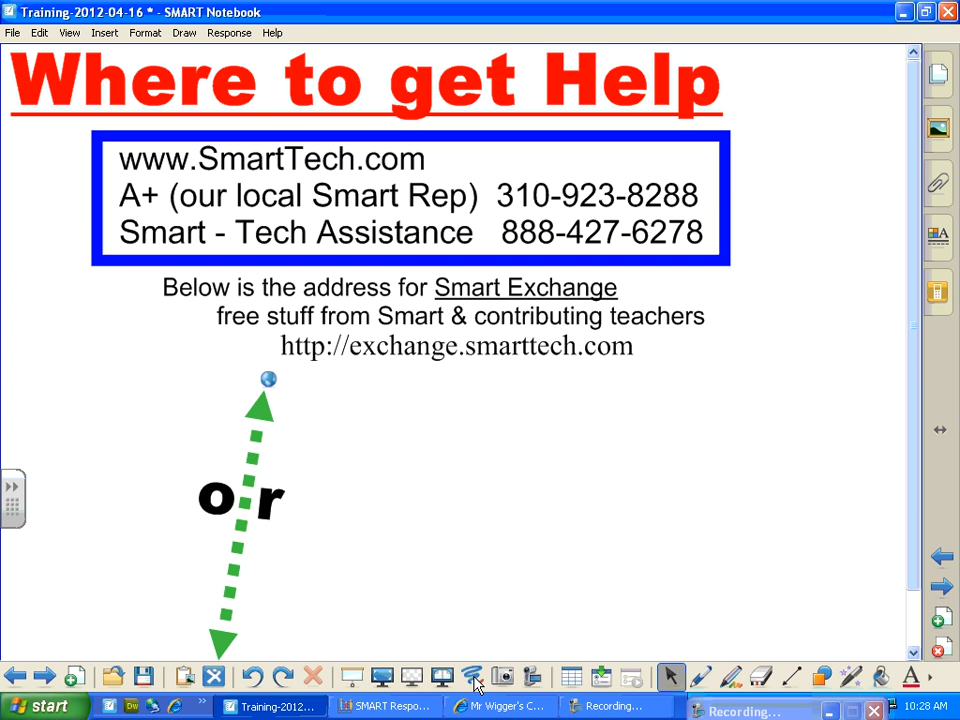 Training-2012-04-16 * - SMART Notebook
File Edit View Insert Format Draw Response Help
Where to get Help
www.SmartTech.com
A+ (our local Smart Rep) 310-923-8288
Smart - Tech Assistance 888-427-6278
Below is the address for Smart Exchange
free stuff from Smart & contributing teachers
http://exchange.smarttech.com
or
start
Training-2012...
SMART Respo...
Mr Wigger's C...
Recording...
Recording...
10:28 AM